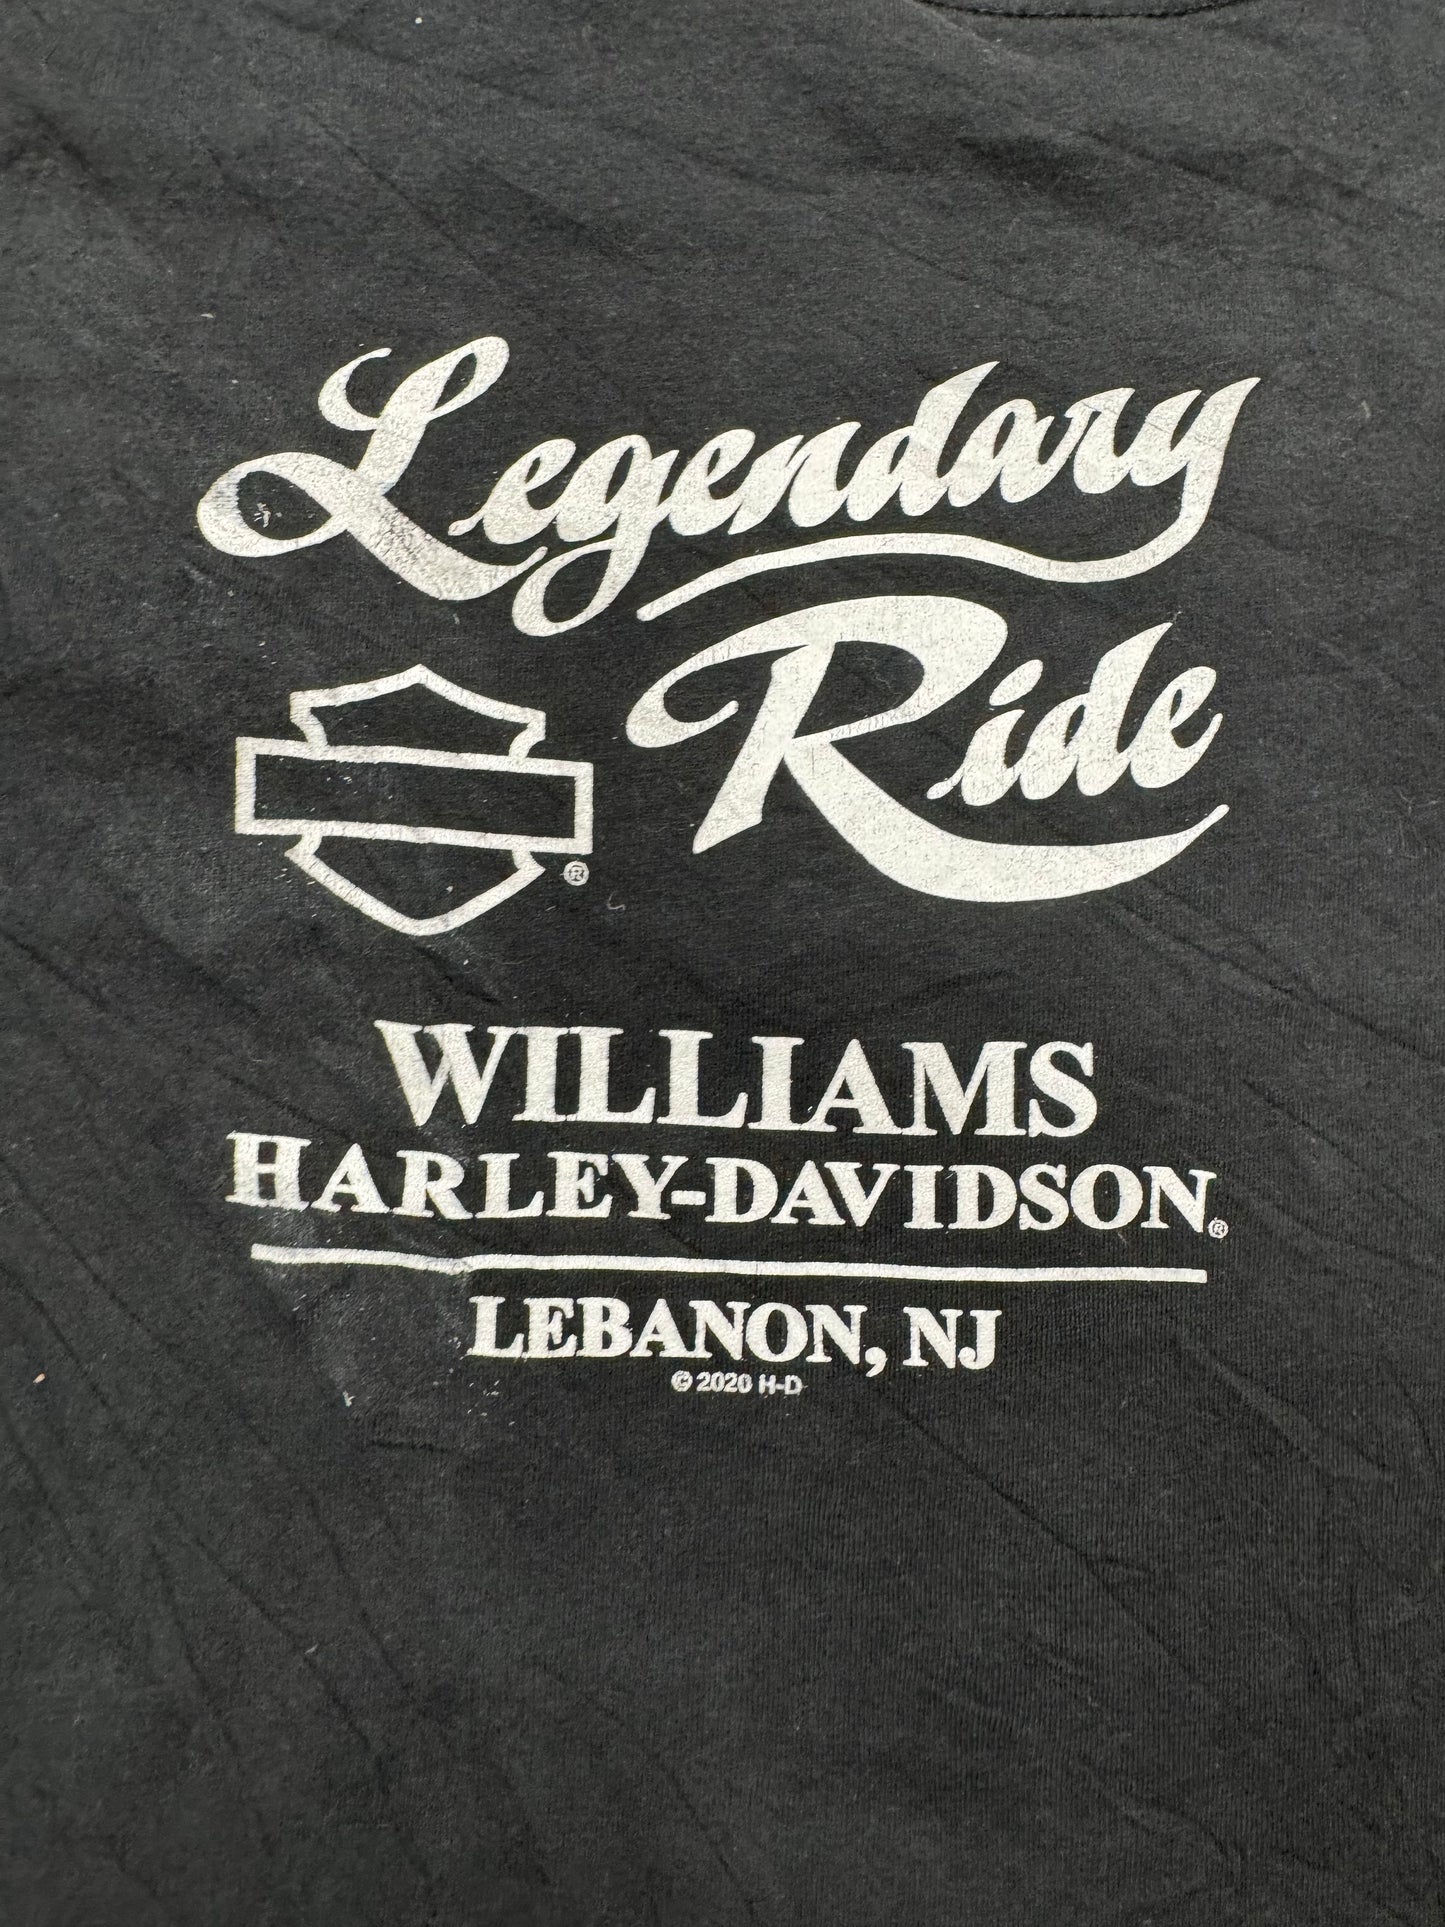 Legendary
Ride
®
WILLIAMS
HARLEY-DAVIDSON®
LEBANON, NJ
© 2020 H-D